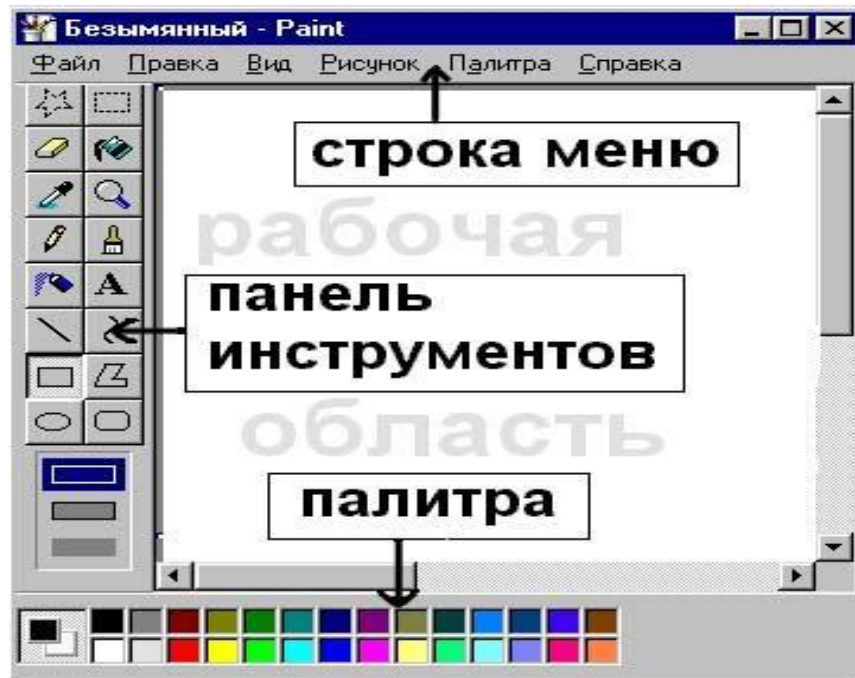 Безымянный - Paint
Файл Правка Вид Рисунок Палитра Справка
строка меню
рабочая
A
панель
инструментов
область
палитра